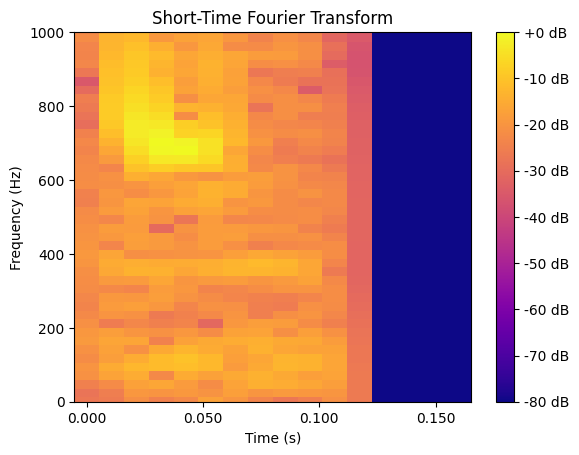 Short-Time Fourier Transform
Frequency (Hz)
1000
800
600
400
200
0
0.000
0.050
0.100
0.150
Time (s)
+0 dB
-10 dB
-20 dB
-30 dB
-40 dB
-50 dB
-60 dB
-70 dB
-80 dB